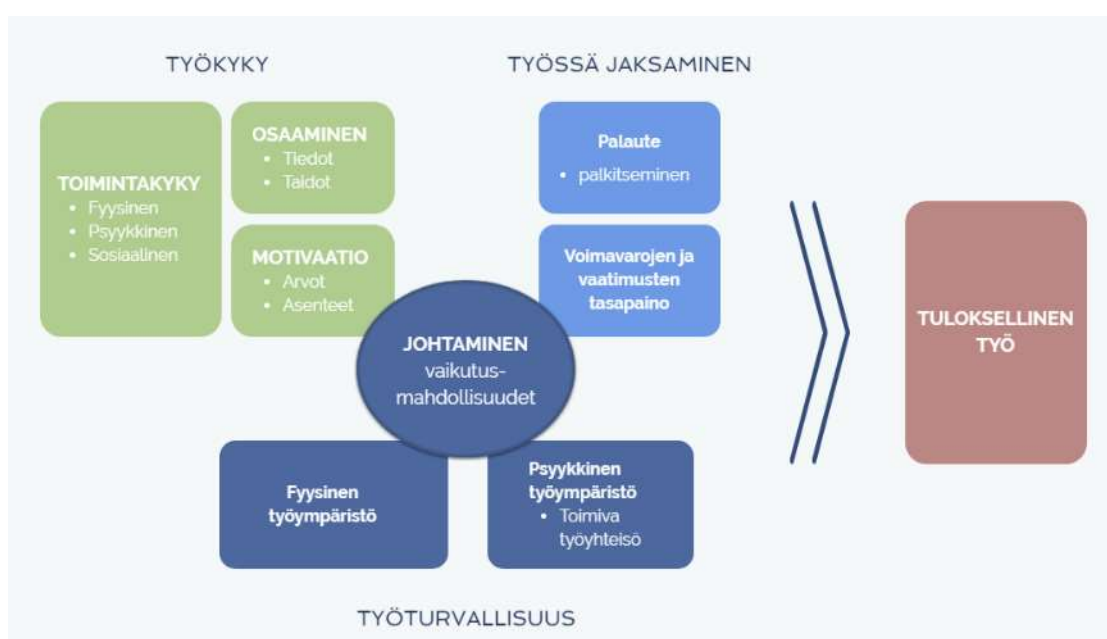 TYÖKYKY
TYÖSSÄ JAKSAMINEN
TOIMINTAKYKY
• Fyysinen
• Psyykkinen
• Sosiaalinen
OSAAMINEN
• Tiedot
• Taidot
MOTIVAATIO
• Arvot
• Asenteet
Palaute
• palkitseminen
Voimavarojen ja
vaatimusten
tasapaino
JOHTAMINEN
vaikutus-
mahdollisuudet
Fyysinen
työympäristö
Psyykkinen
työympäristö
• Toimiva
työyhteisö
TYÖTURVALLISUUS
TULOKSELLINEN
TYÖ